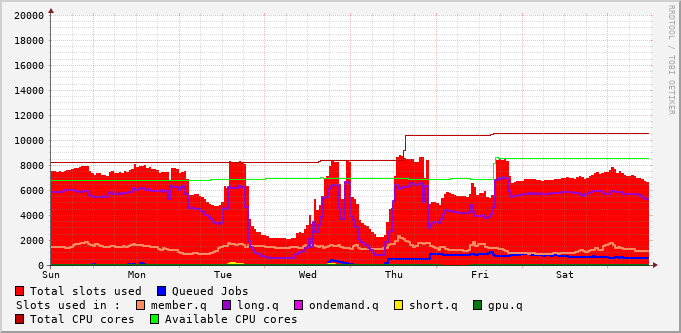 20000
18000
16000
14000
12000
10000
8000
6000
4000
2000
0
Sun Mon Tue Wed Thu Fri Sat
RRDTOOL / TOBI OETIKER
Total slots used Queued Jobs
Slots used in : member.q long.q ondemand.q short.q gpu.q
Total CPU cores Available CPU cores